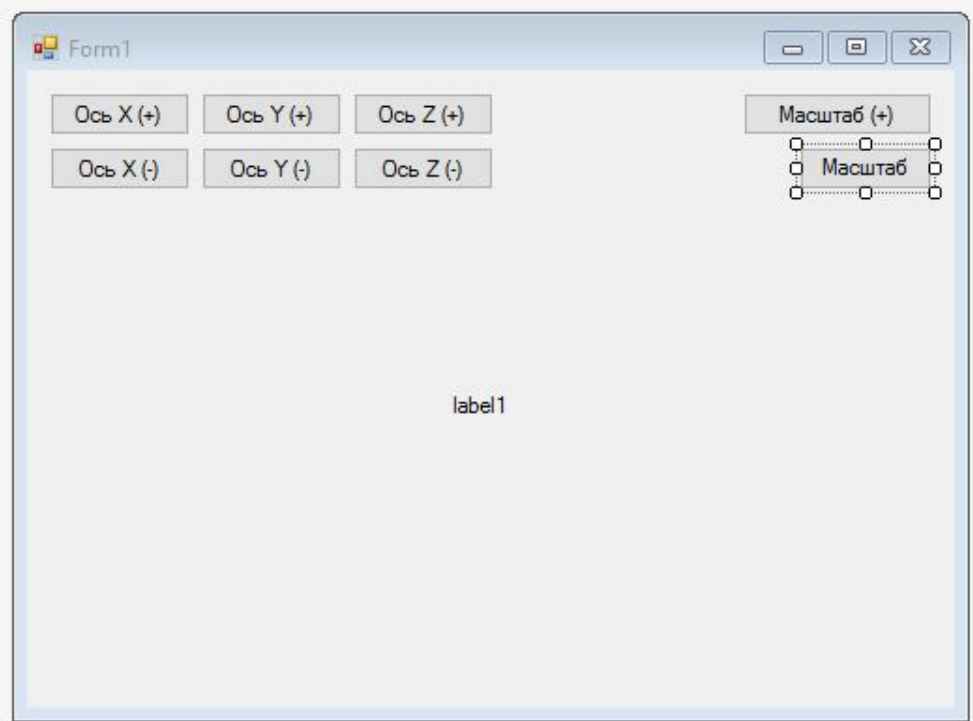 Form1
Ось X (+) Ось Y (+) Ось Z (+) Масштаб (+)
Ось X (-) Ось Y (-) Ось Z (-) Масштаб
label1